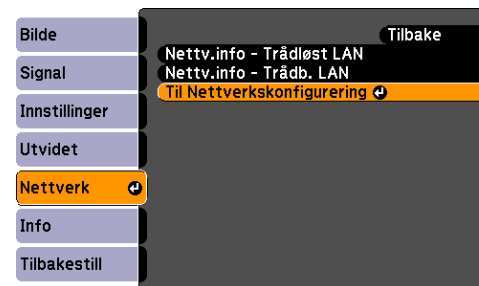 Bilde
Signal
Innstillinger
Utvidet
Nettverk
Info
Tilbakestill
Tilbake
Nettv.info - Trådløst LAN
Nettv.info - Trådb. LAN
Til Nettverkskonfigurering